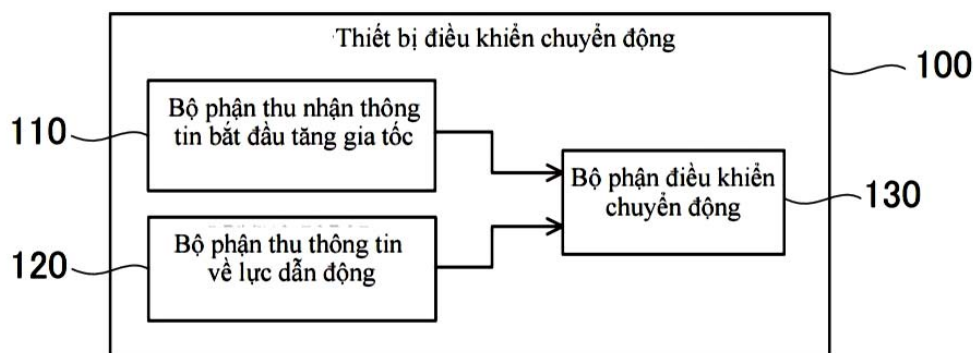 Thiết bị điều khiển chuyển động
100
110
Bộ phận thu nhận thông
tin bắt đầu tăng gia tốc
Bộ phận điều khiển
chuyển động
130
120
Bộ phận thu thông tin
về lực dẫn động